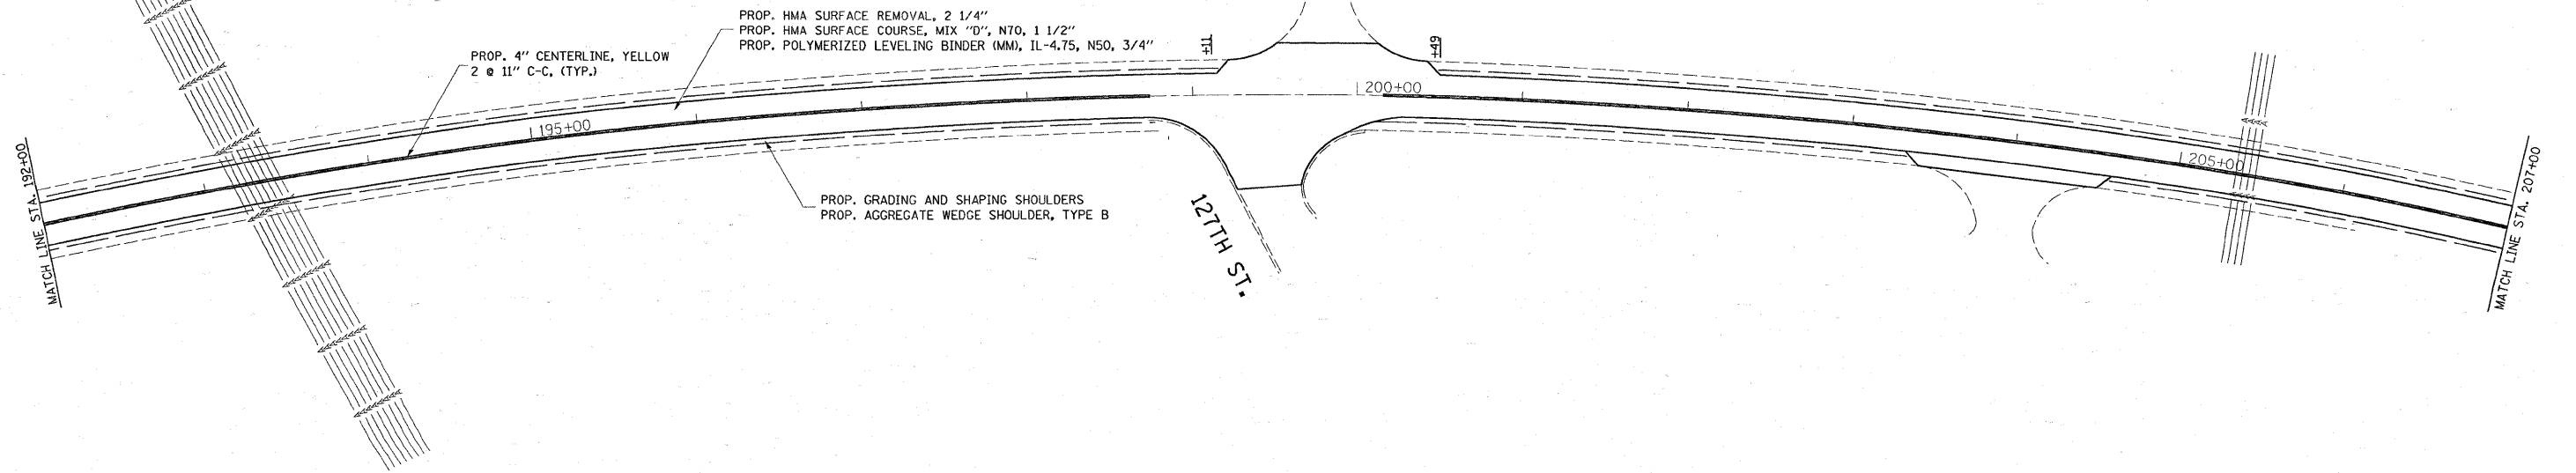 PROP. HMA SURFACE REMOVAL, 2 1/4"
PROP. HMA SURFACE COURSE, MIX "D", N70, 1 1/2"
PROP. POLYMERIZED LEVELING BINDER (MM), IL-4.75, N50, 3/4"
PROP. 4" CENTERLINE, YELLOW
2 @ 11" C-C, (TYP.)
+11
+49
200+00
195+00
205+00
MATCH LINE STA. 192+00
MATCH LINE STA. 207+00
PROP. GRADING AND SHAPING SHOULDERS
PROP. AGGREGATE WEDGE SHOULDER, TYPE B
127TH ST.